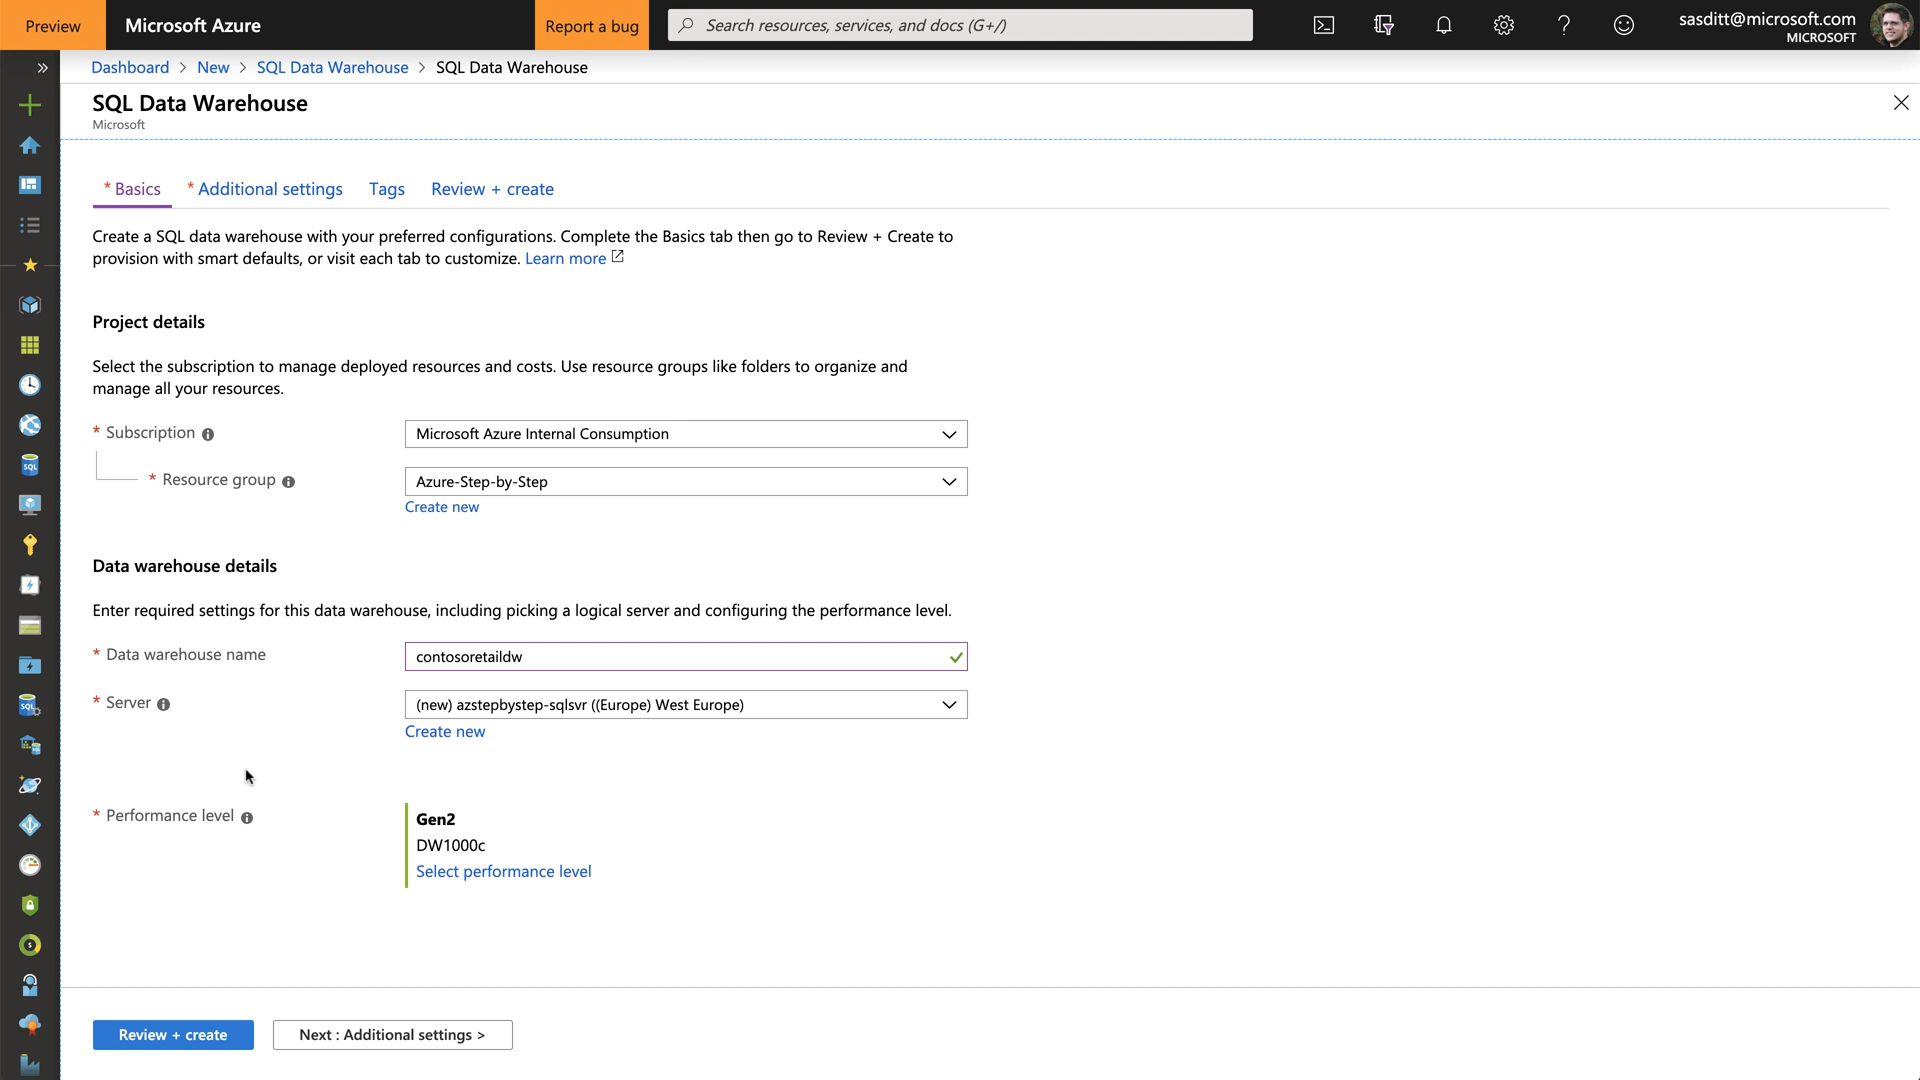 Preview
Microsoft Azure
Report a bug
Search resources, services, and docs (G+/)
sasditt@microsoft.com
MICROSOFT
Dashboard > New > SQL Data Warehouse > SQL Data Warehouse
SQL Data Warehouse
Microsoft
* Basics * Additional settings Tags Review + create
Create a SQL data warehouse with your preferred configurations. Complete the Basics tab then go to Review + Create to
provision with smart defaults, or visit each tab to customize. Learn more
Project details
Select the subscription to manage deployed resources and costs. Use resource groups like folders to organize and
manage all your resources.
* Subscription
Microsoft Azure Internal Consumption
* Resource group
Azure-Step-by-Step
Create new
Data warehouse details
Enter required settings for this data warehouse, including picking a logical server and configuring the performance level.
* Data warehouse name
contosoretaildw
* Server
(new) azstepbystep-sqlsvr ((Europe) West Europe)
Create new
* Performance level
Gen2
DW1000c
Select performance level
Review + create
Next : Additional settings >
SQL
SQL